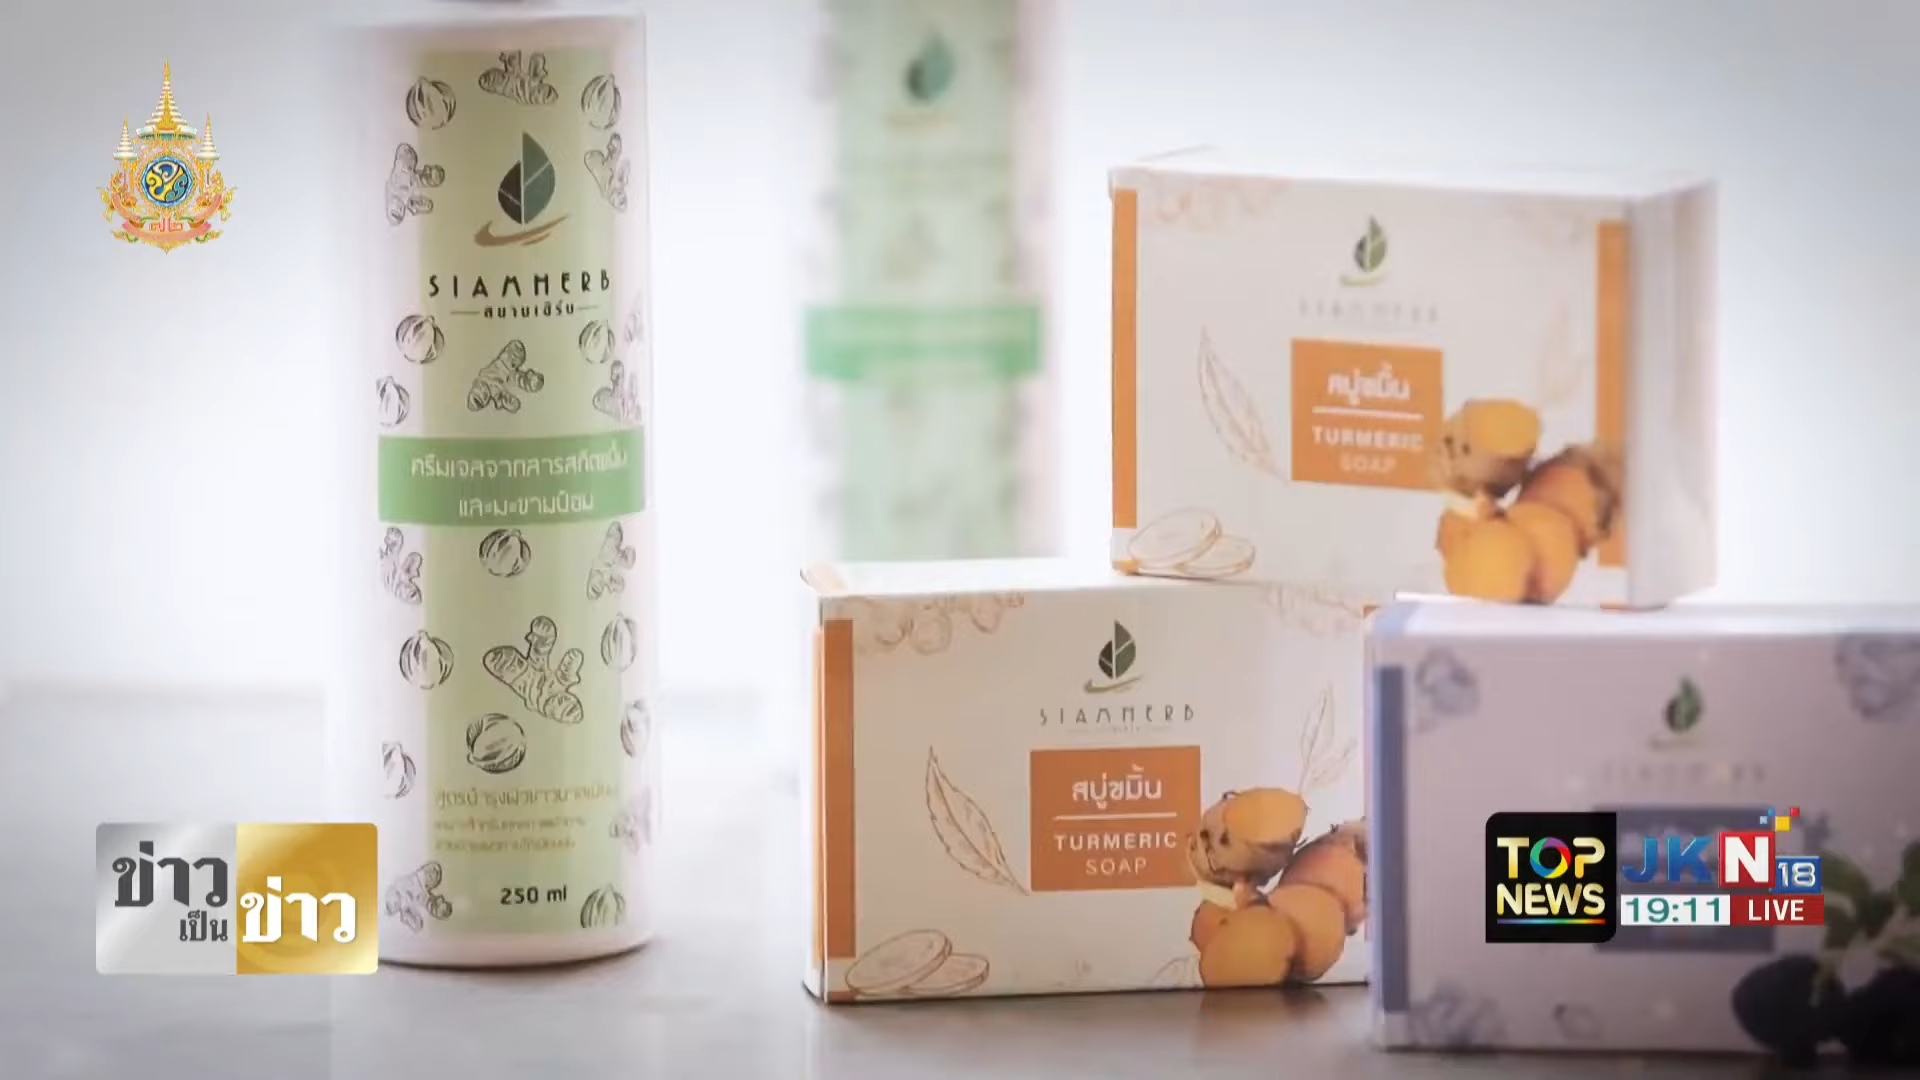 SIAMHERB
สยามเฮิร์บ
ครีมเจลจากสารสกัดขมิ้น
และมะขามป้อม
250 ml
สบู่ขมิ้น
TURMERIC
SOAP
SIAMHERB
สบู่ขมิ้น
TURMERIC
SOAP
ข่าว
เป็น
ข่าว
TOP
NEWS
JKN
18
19:11 LIVE
๗๒